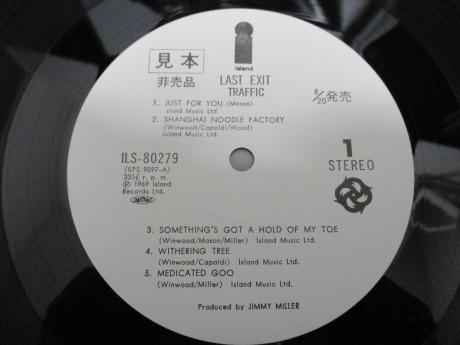 見本
非売品
island
LAST EXIT
TRAFFIC
8/20発売
1. JUST FOR YOU (Mason)
Island Music Ltd.
2. SHANGHAI NOODLE FACTORY
(Winwood/Capaldi/Wood)
Island Music Ltd.
ILS-80279
(ILPS 9097-A)
33⅓ r. p. m.
Ⓟ 1969 Island
Records Ltd.
1
STEREO
3. SOMETHING'S GOT A HOLD OF MY TOE
(Winwood/Mason/Miller) Island Music Ltd.
4. WITHERING TREE
(Winwood/Capaldi) Island Music Ltd.
5. MEDICATED GOO
(Winwood/Miller) Island Music Ltd.
Produced by JIMMY MILLER